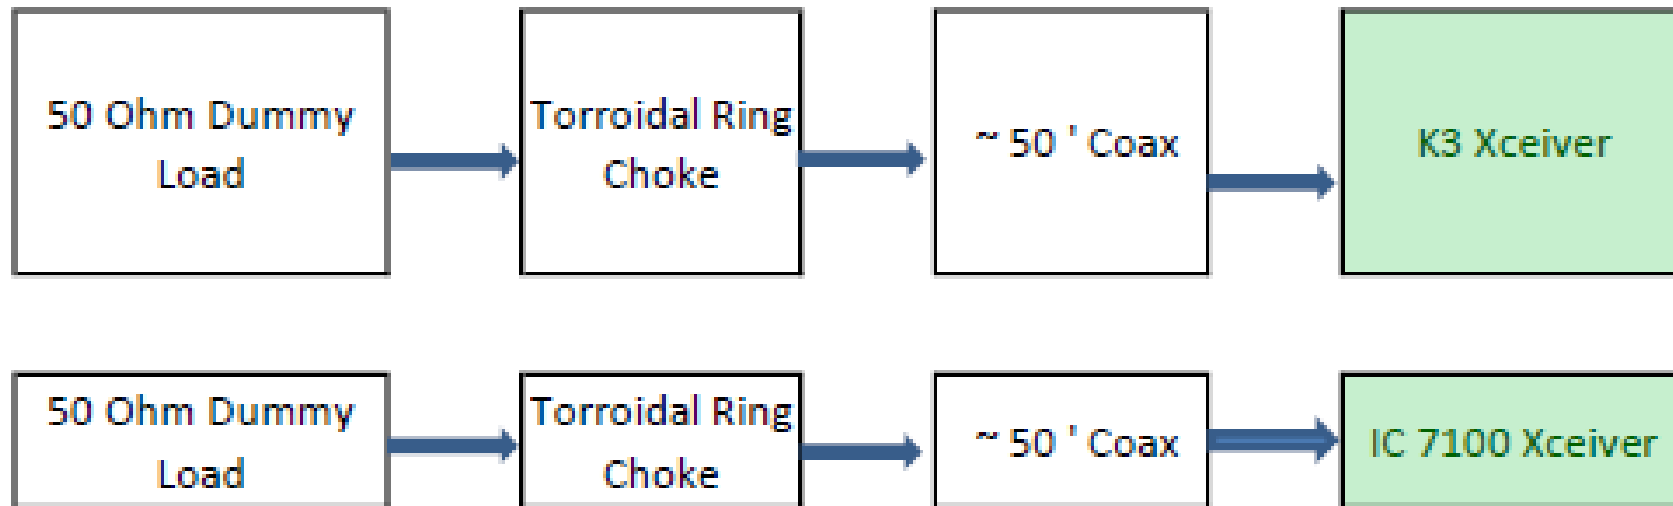 50 Ohm Dummy
Load
Torroidal Ring
Choke
~ 50 ' Coax
K3 Xceiver
50 Ohm Dummy
Load
Torroidal Ring
Choke
~ 50 ' Coax
IC 7100 Xceiver